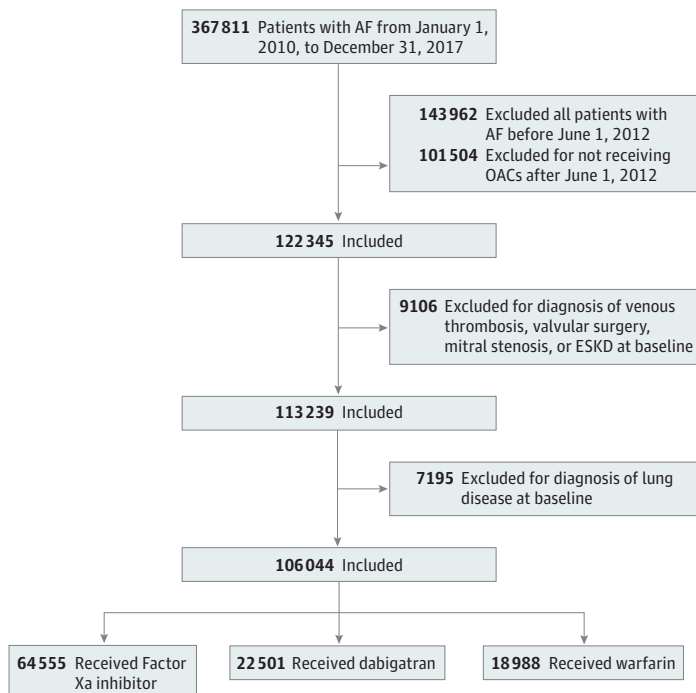 367811 Patients with AF from January 1,
2010, to December 31, 2017
143962 Excluded all patients with
AF before June 1, 2012
101504 Excluded for not receiving
OACs after June 1, 2012
122345 Included
9106 Excluded for diagnosis of venous
thrombosis, valvular surgery,
mitral stenosis, or ESKD at baseline
113239 Included
7195 Excluded for diagnosis of lung
disease at baseline
106044 Included
64555 Received Factor
Xa inhibitor
22501 Received dabigatran
18988 Received warfarin